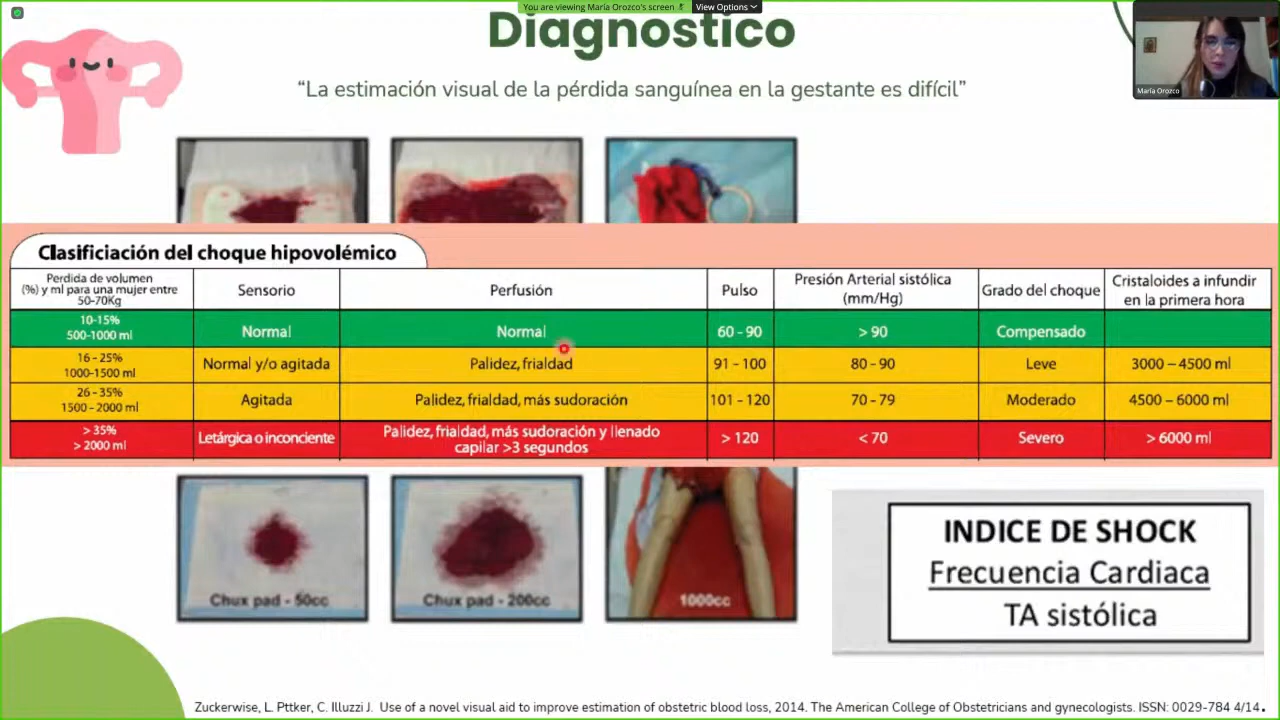 You are viewing María Orozco's screen
View Options
Diagnostico
“La estimación visual de la pérdida sanguínea en la gestante es difícil”
María Orozco
Clasificiación del choque hipovolémico
Perdida de volumen
(%) y ml para una mujer entre
50-70Kg
Sensorio
Perfusión
Pulso
Presión Arterial sistólica
(mm/Hg)
Grado del choque
Cristaloides a infundir
en la primera hora
10-15%
500-1000 ml
Normal
Normal
60 - 90
> 90
Compensado
16 - 25%
1000-1500 ml
Normal y/o agitada
Palidez, frialdad
91 - 100
80 - 90
Leve
3000 – 4500 ml
26 - 35%
1500 - 2000 ml
Agitada
Palidez, frialdad, más sudoración
101 - 120
70 - 79
Moderado
4500 – 6000 ml
> 35%
> 2000 ml
Letárgica o inconciente
Palidez, frialdad, más sudoración y llenado
capilar >3 segundos
> 120
< 70
Severo
> 6000 ml
Chux pad - 50cc
Chux pad - 200cc
1000cc
INDICE DE SHOCK
Frecuencia Cardiaca
TA sistólica
Zuckerwise, L. Pttker, C. Illuzzi J. Use of a novel visual aid to improve estimation of obstetric blood loss, 2014. The American College of Obstetricians and gynecologists. ISSN: 0029-784 4/14.